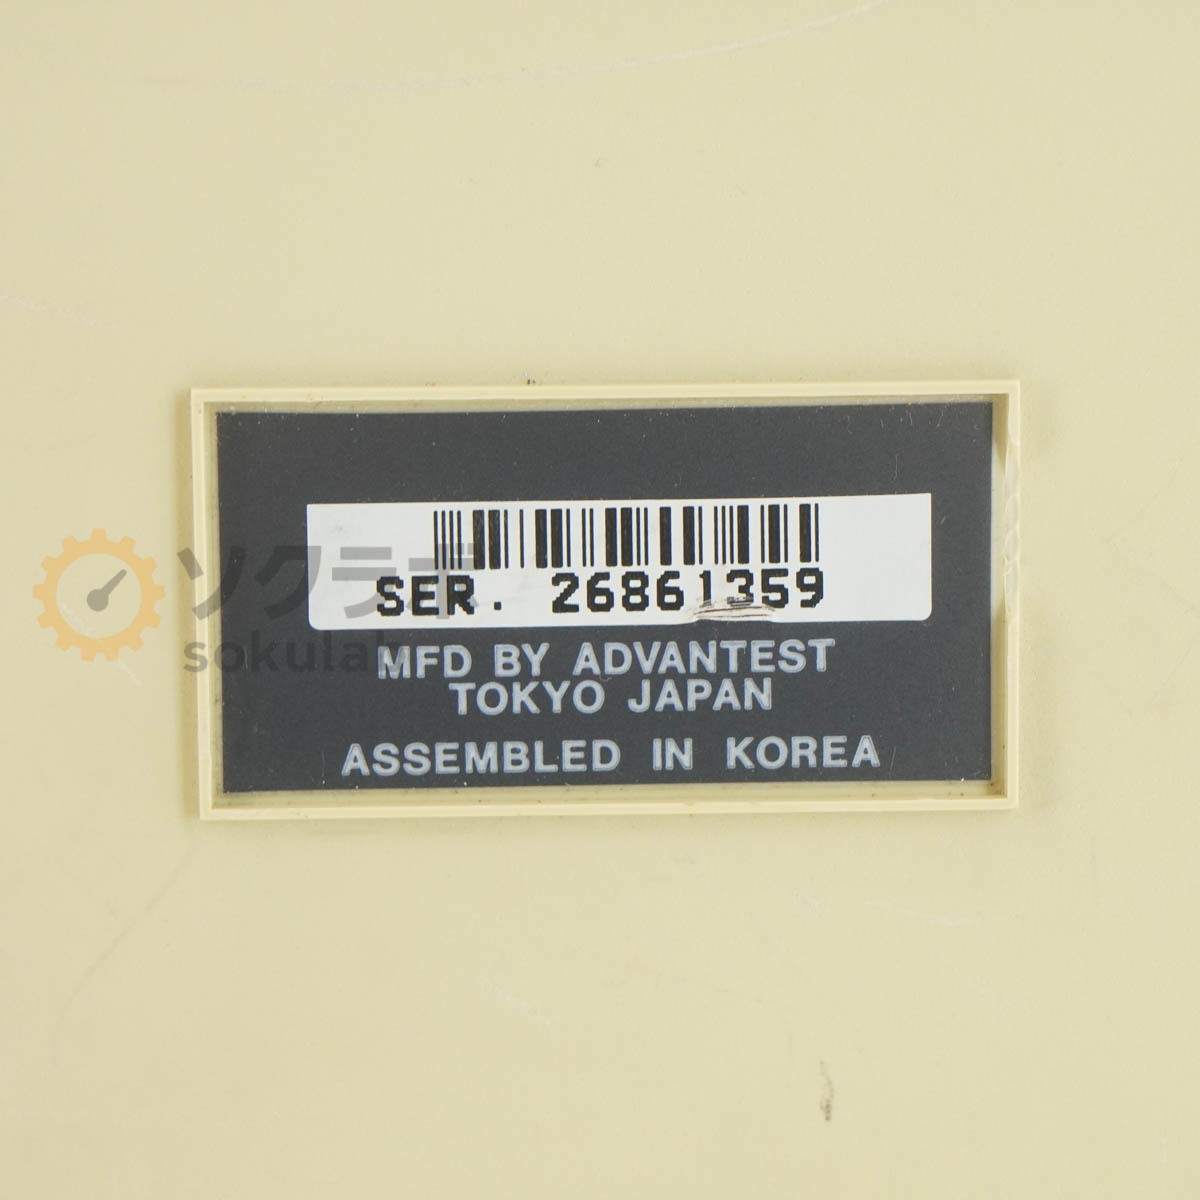 SER. 26861359
ソクラボ
sokulab
MFD BY ADVANTEST
TOKYO JAPAN
ASSEMBLED IN KOREA